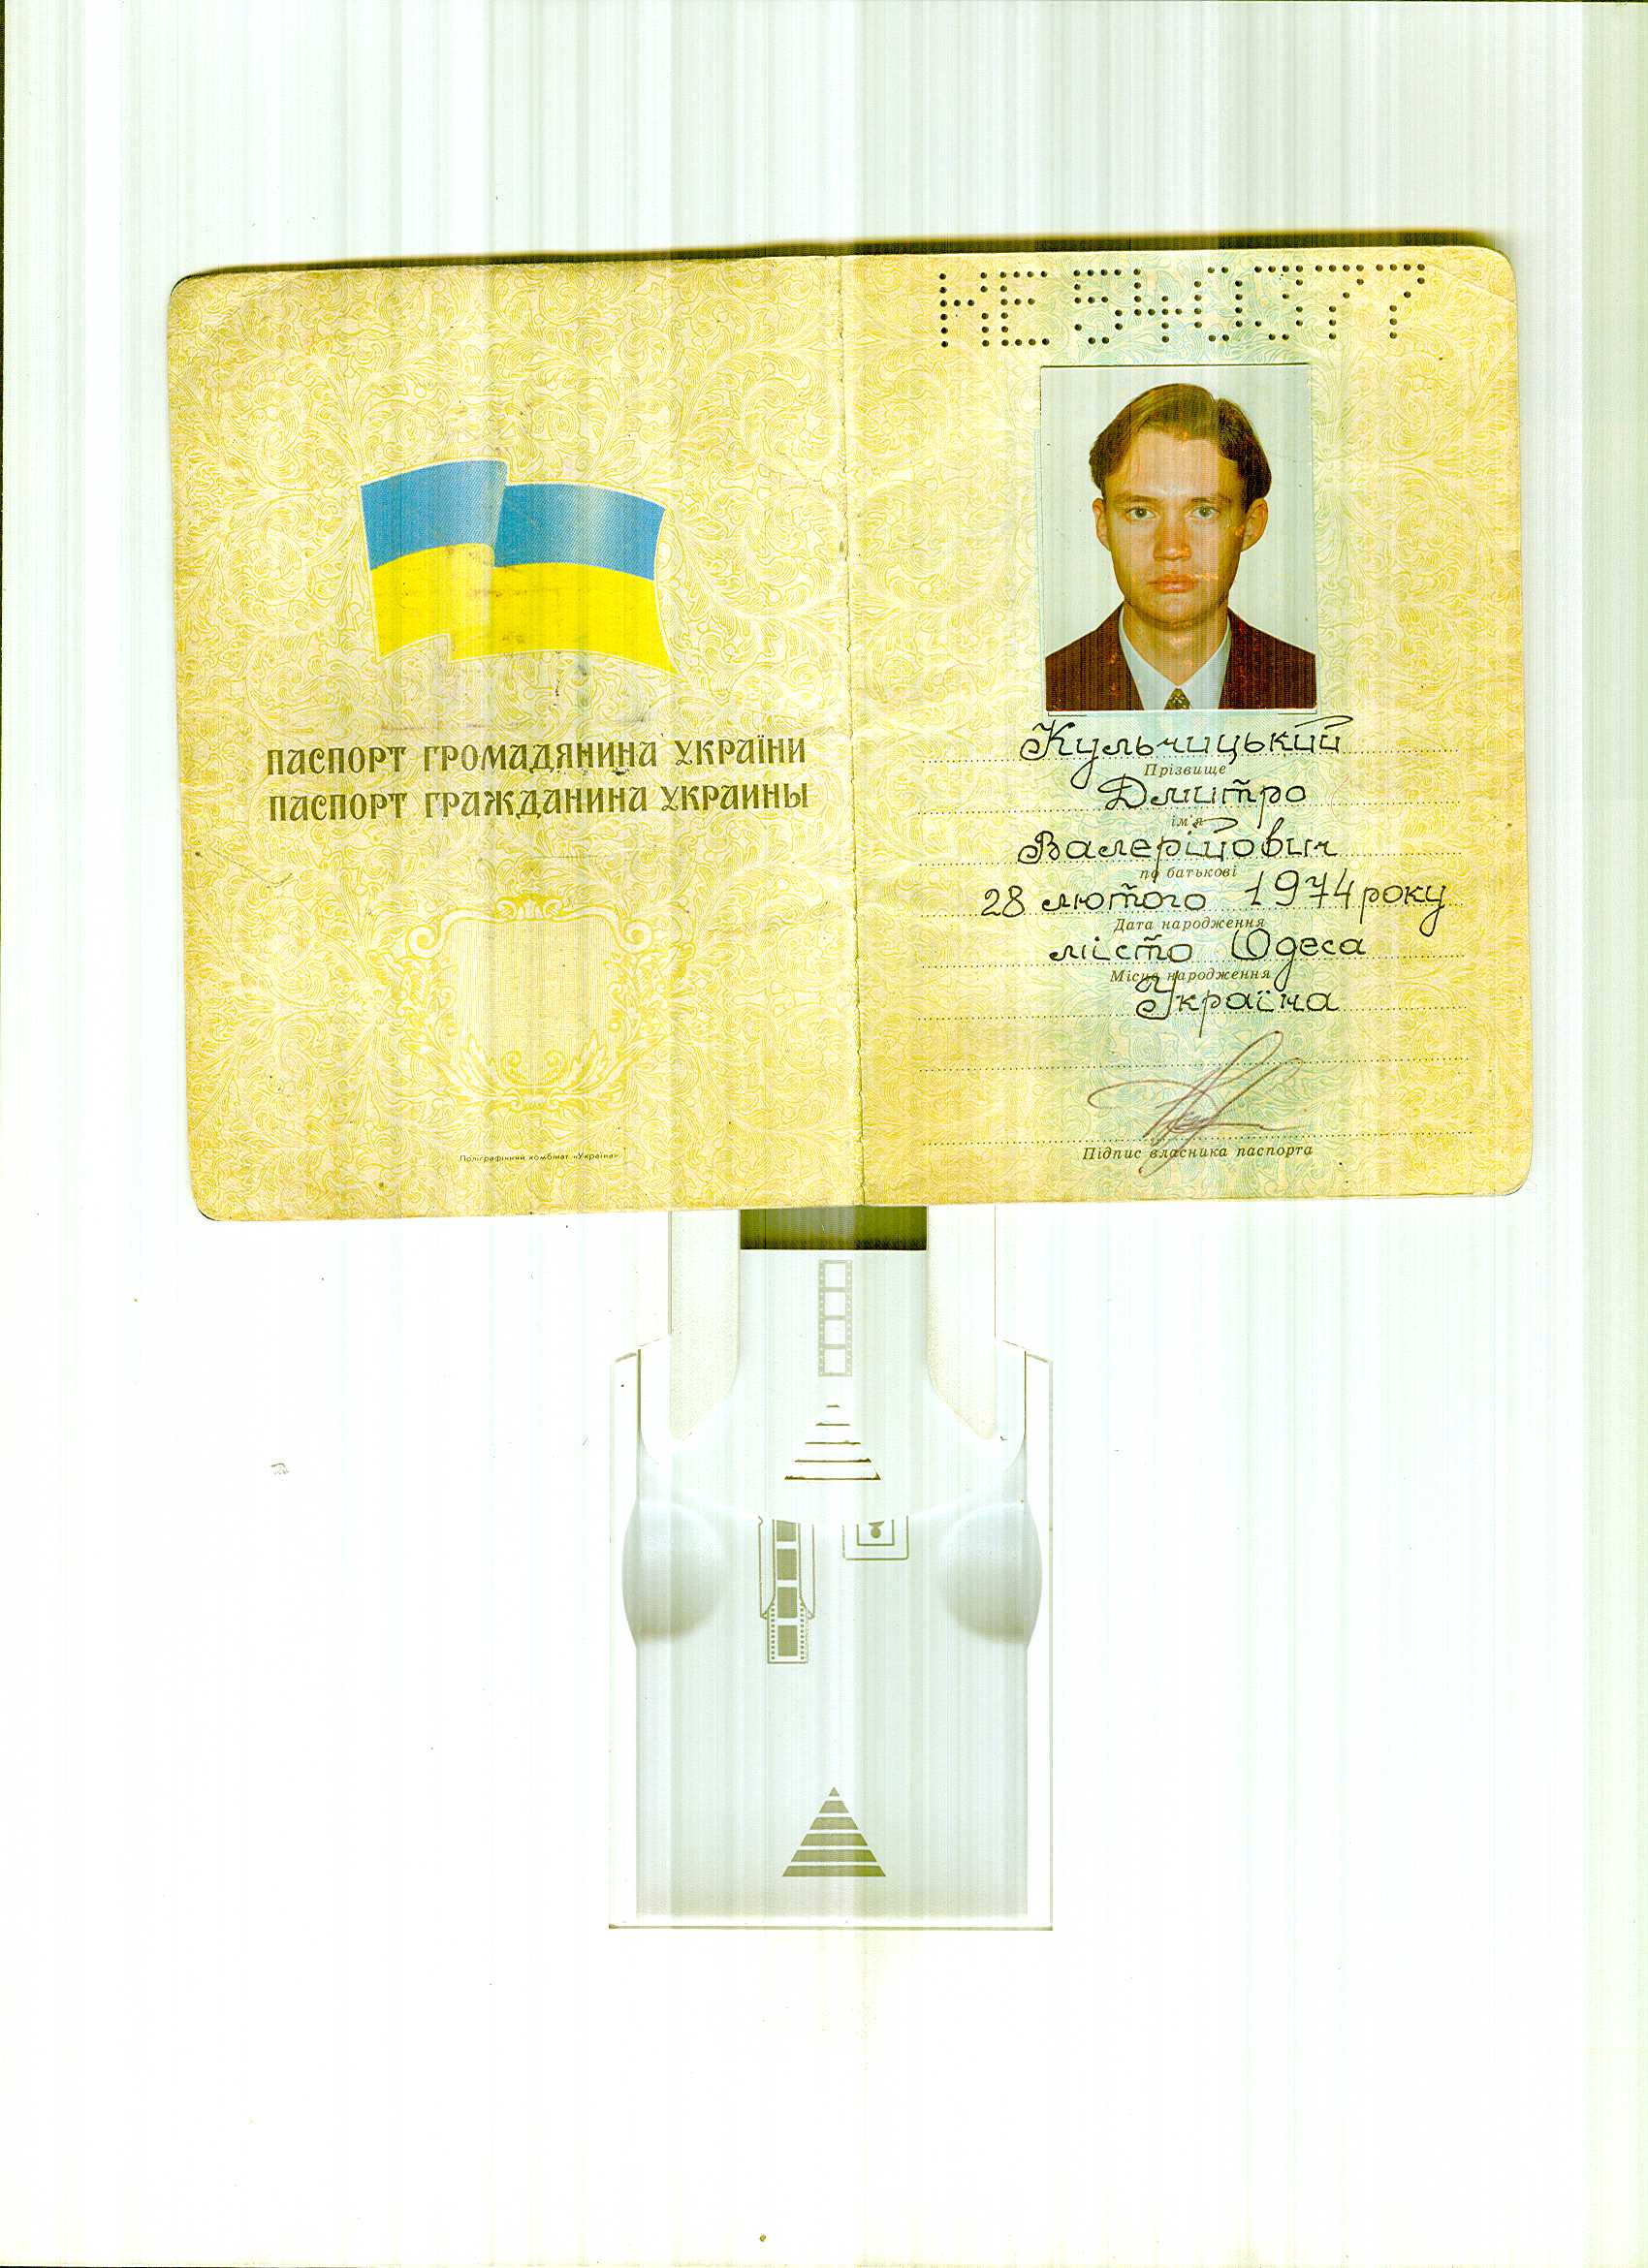 ПАСПОРТ ГРОМАДЯНИНА УКРАЇНИ
ПАСПОРТ ГРАЖДАНИНА УКРАИНЫ
Поліграфічний комбінат «Україна»
НЕ 540377
Кульчицький
Прізвище
Дмитро
ім'я
Валерійович
по батькові
28 лютого 1974 року
Дата народження
місто Одеса
Місце народження
Україна
Підпис власника паспорта